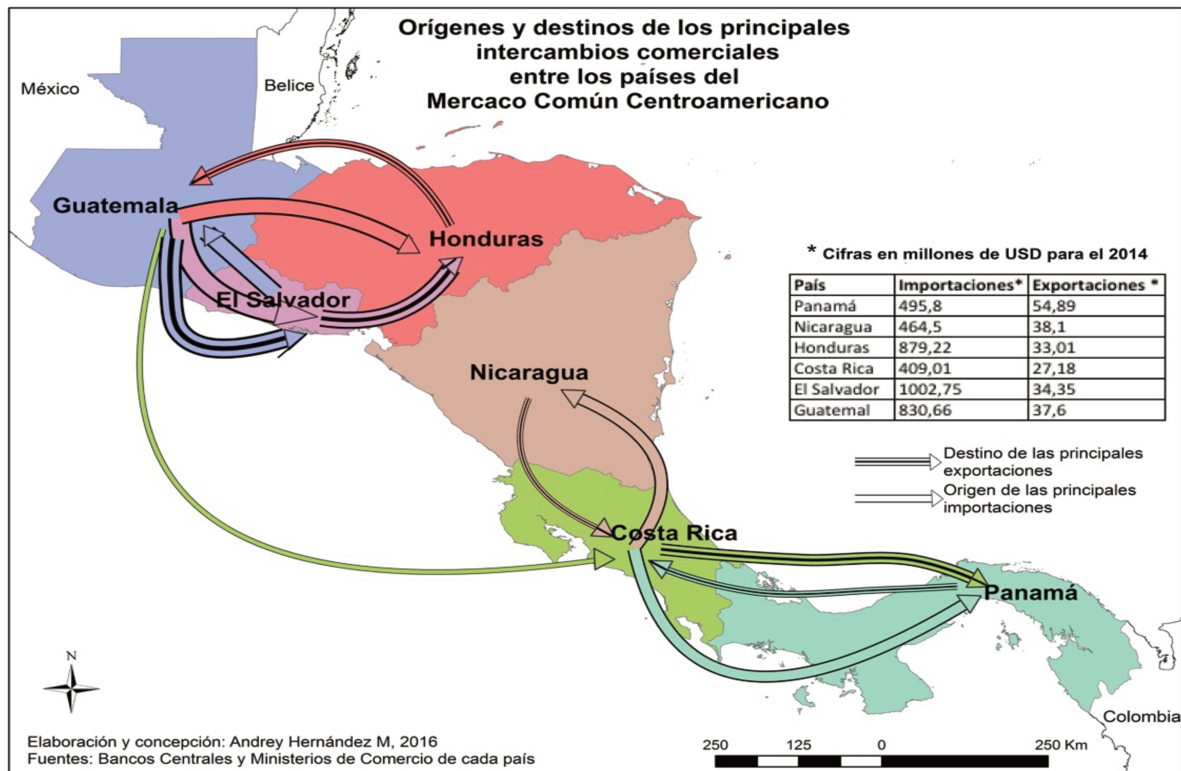 Orígenes y destinos de los principales
intercambios comerciales
entre los países del
Mercaco Común Centroamericano
México
Belice
Guatemala
Honduras
El Salvador
Nicaragua
Costa Rica
Panamá
Colombia
* Cifras en millones de USD para el 2014
País Importaciones* Exportaciones *
Panamá 495,8 54,89
Nicaragua 464,5 38,1
Honduras 879,22 33,01
Costa Rica 409,01 27,18
El Salvador 1002,75 34,35
Guatemal 830,66 37,6
Destino de las principales
exportaciones
Origen de las principales
importaciones
N
Elaboración y concepción: Andrey Hernández M, 2016
Fuentes: Bancos Centrales y Ministerios de Comercio de cada país
250 125 0 250 Km